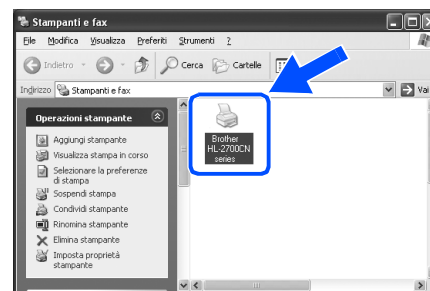 Stampanti e fax
File Modifica Visualizza Preferiti Strumenti ?
Indietro Cerca Cartelle
Indirizzo Stampanti e fax Vai
Operazioni stampante
Aggiungi stampante
Visualizza stampa in corso
Selezionare la preferenze
di stampa
Sospendi stampa
Condividi stampante
Rinomina stampante
Elimina stampante
Imposta proprietà
stampante
Brother
HL-2700CN
series